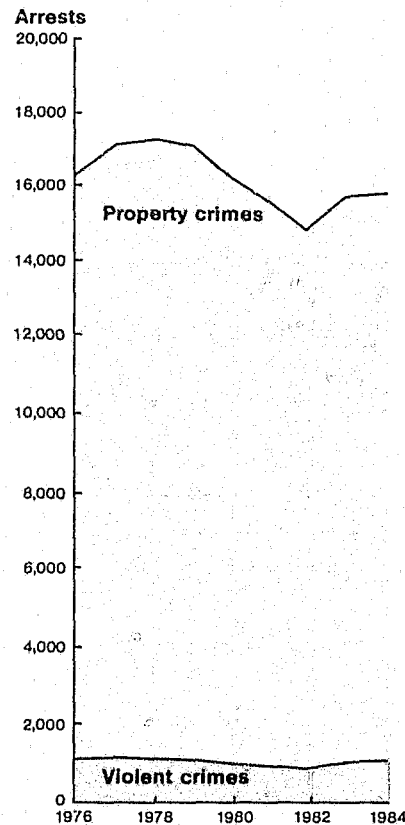 Arrests
20,000
18,000
16,000
Property crimes
14,000
12,000
10,000
8,000
6,000
4,000
2,000
Violent crimes
0
1976 1978 1980 1982 1984